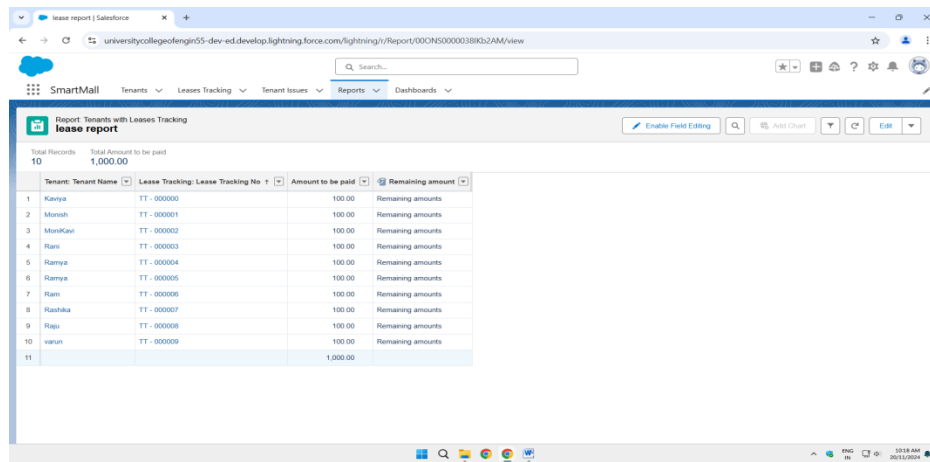 lease report | Salesforce
universitycollegeofengin55-dev-ed.develop.lightning.force.com/lightning/r/Report/00ONS0000038IKb2AM/view
Search...
SmartMall Tenants Leases Tracking Tenant Issues Reports Dashboards
Report: Tenants with Leases Tracking
lease report
Enable Field Editing Add Chart Edit
Total Records Total Amount to be paid
10 1,000.00
Tenant: Tenant Name Lease Tracking: Lease Tracking No ↑ Amount to be paid Remaining amount
1 Kaviya TT - 000000 100.00 Remaining amounts
2 Monish TT - 000001 100.00 Remaining amounts
3 MoniKavi TT - 000002 100.00 Remaining amounts
4 Rani TT - 000003 100.00 Remaining amounts
5 Ramya TT - 000004 100.00 Remaining amounts
6 Ramya TT - 000005 100.00 Remaining amounts
7 Ram TT - 000006 100.00 Remaining amounts
8 Rashika TT - 000007 100.00 Remaining amounts
9 Raju TT - 000008 100.00 Remaining amounts
10 varun TT - 000009 100.00 Remaining amounts
11 1,000.00
ENG 10:18 AM
IN 20/11/2024